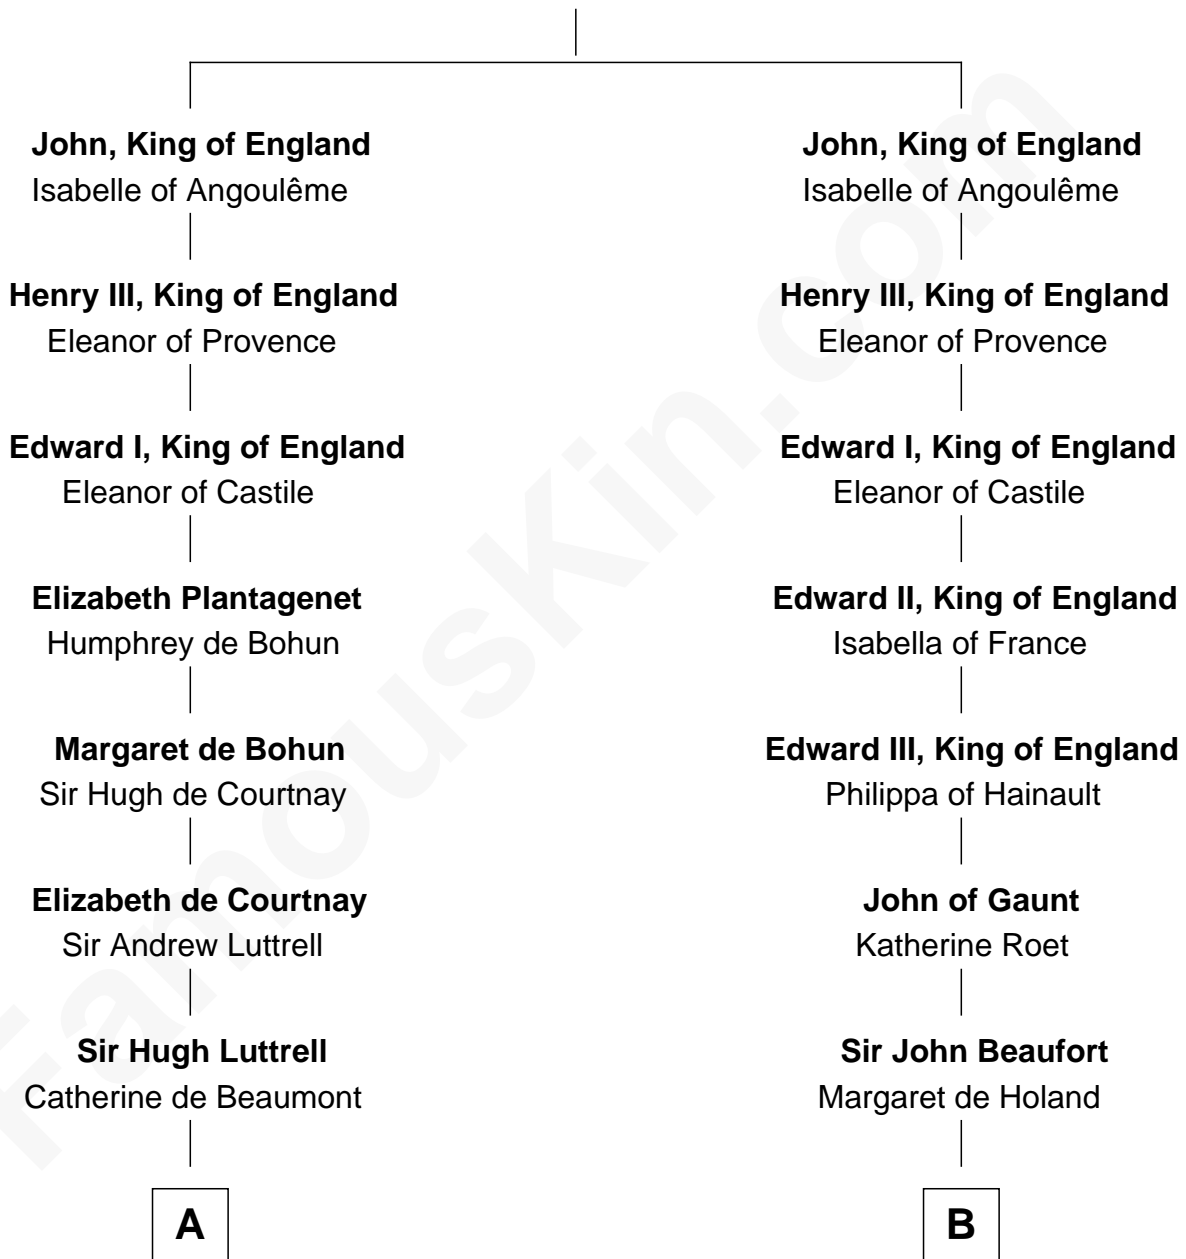 John, King of England
Isabelle of Angoulême
Henry III, King of England
Eleanor of Provence
Edward I, King of England
Eleanor of Castile
Elizabeth Plantagenet
Humphrey de Bohun
Margaret de Bohun
Sir Hugh de Courtnay
Elizabeth de Courtnay
Sir Andrew Luttrell
Sir Hugh Luttrell
Catherine de Beaumont
A
John, King of England
Isabelle of Angoulême
Henry III, King of England
Eleanor of Provence
Edward I, King of England
Eleanor of Castile
Edward II, King of England
Isabella of France
Edward III, King of England
Philippa of Hainault
John of Gaunt
Katherine Roet
Sir John Beaufort
Margaret de Holand
B
FamousKin.com